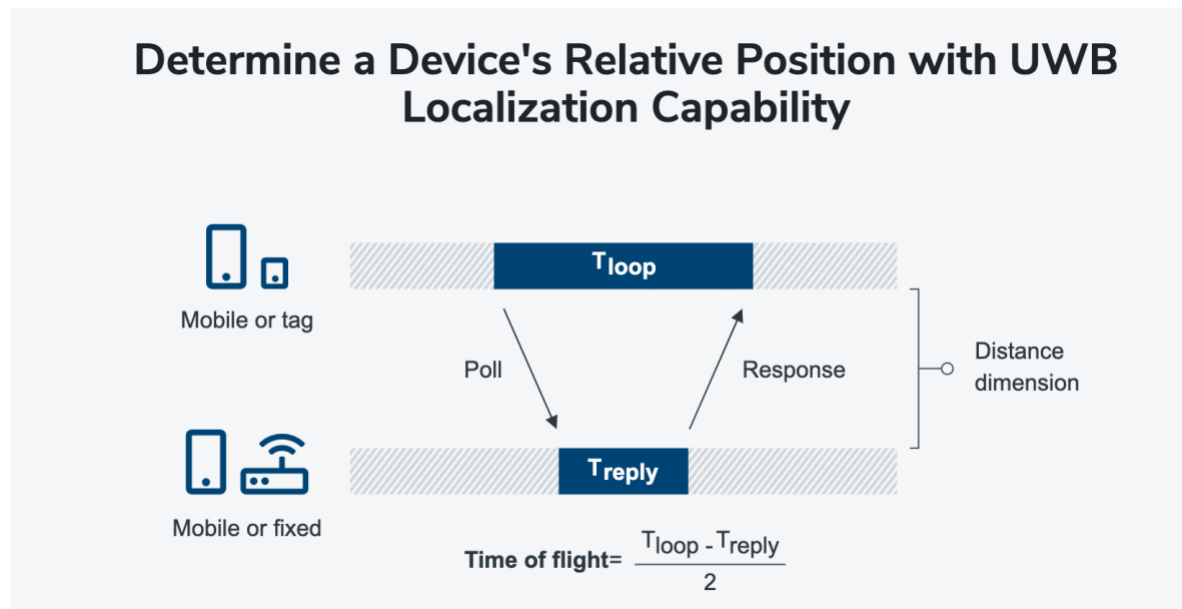 Determine a Device's Relative Position with UWB
Localization Capability
Tloop
Mobile or tag
Poll
Response
Distance
dimension
Treply
Mobile or fixed
Time of flight= Tloop - Treply
2